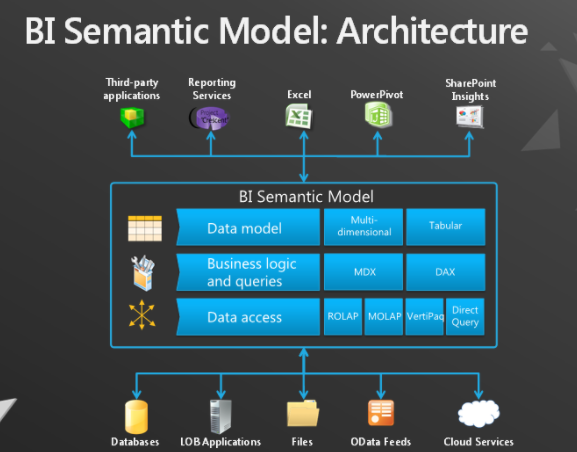 BI Semantic Model: Architecture
Third-party
applications
Reporting
Services
Excel
PowerPivot
SharePoint
Insights
Project
"Crescent"
BI Semantic Model
Data model
Multi-
dimensional
Tabular
Business logic
and queries
MDX
DAX
Data access
ROLAP
MOLAP
VertiPaq
Direct
Query
Databases
LOB Applications
Files
OData Feeds
Cloud Services